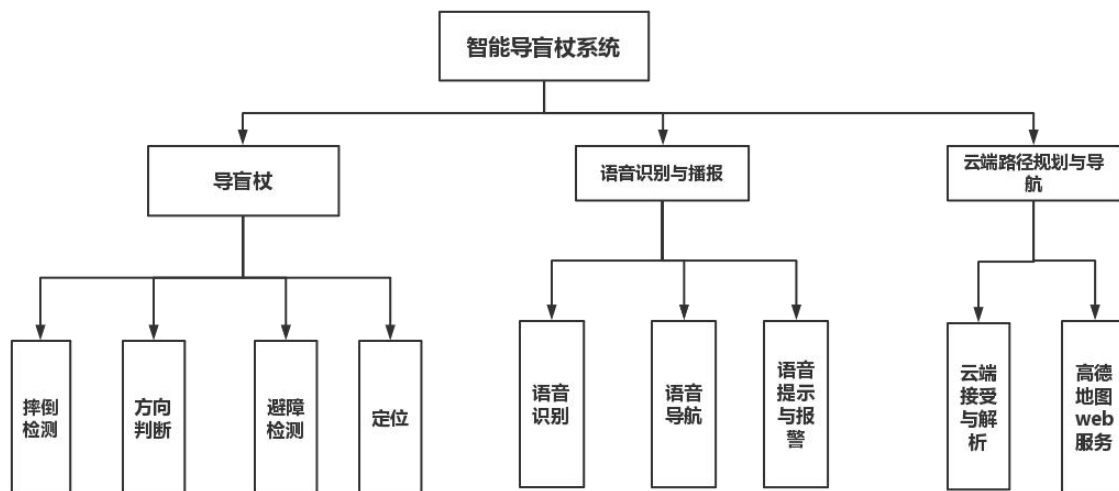 智能导盲杖系统
导盲杖
语音识别与播报
云端路径规划与导
航
摔倒
检测
方向
判断
避障
检测
定位
语音
识别
语音
导航
语音
提示
与报
警
云端
接受
与解
析
高德
地图
web
服务